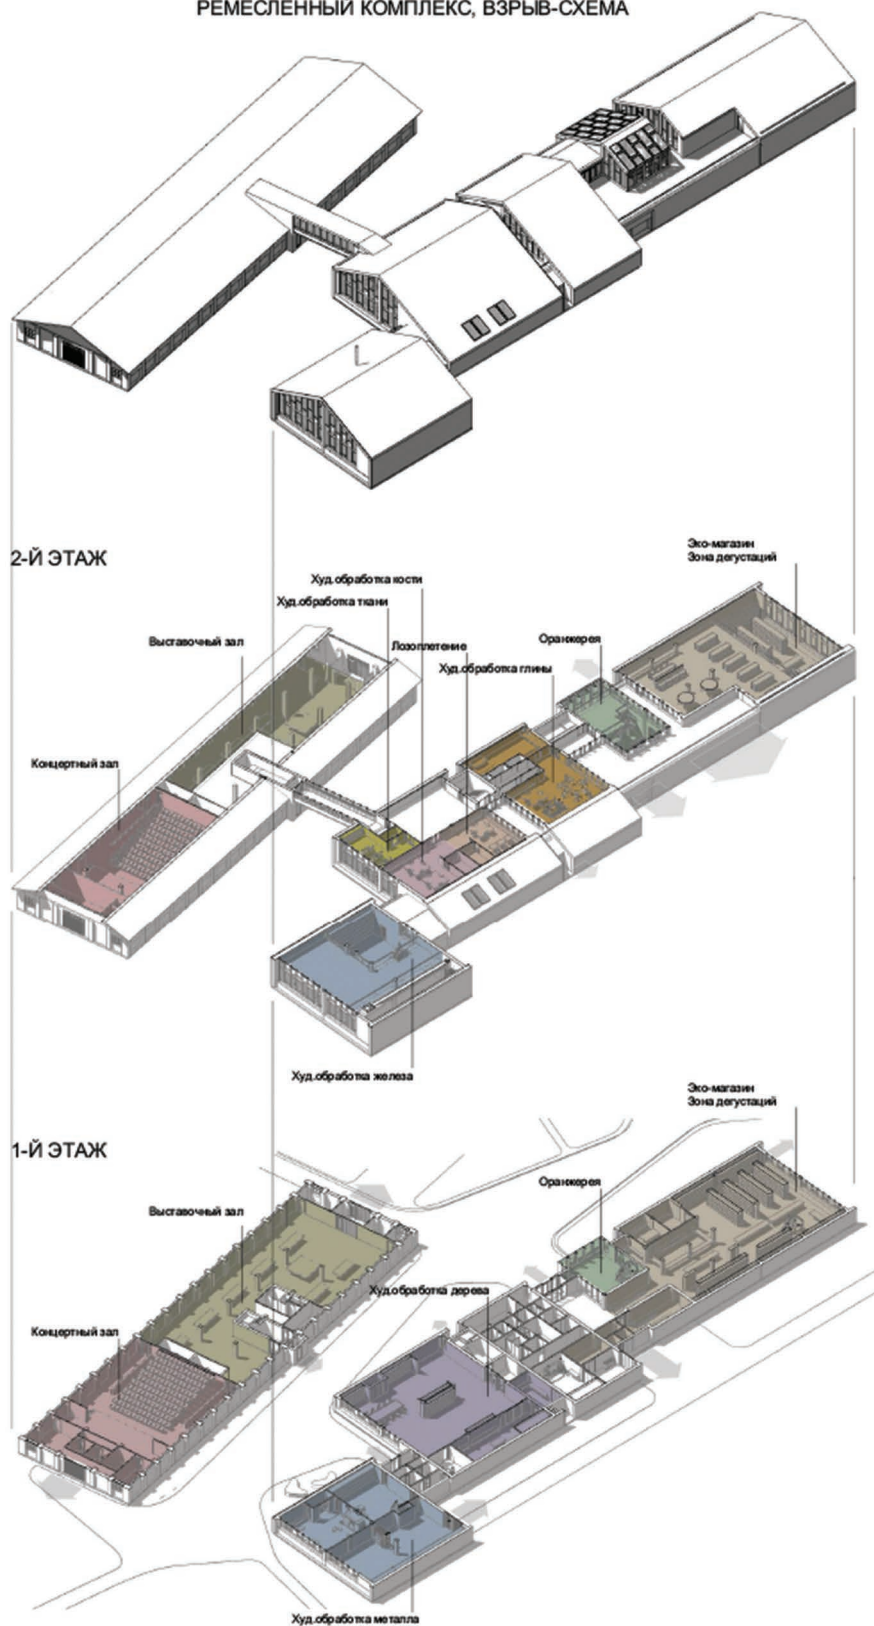 РЕМЕСЛЕННЫЙ КОМПЛЕКС, ВЗРЫВ-СХЕМА
2-Й ЭТАЖ
Эко-магазин
Зона дегустаций
Худ.обработка кости
Худ.обработка ткани
Выставочный зал
Лозоплетение
Оранжерея
Худ.обработка глины
Концертный зал
Худ.обработка железа
Эко-магазин
Зона дегустаций
1-Й ЭТАЖ
Оранжерея
Выставочный зал
Худ.обработка дерева
Концертный зал
Худ.обработка металла